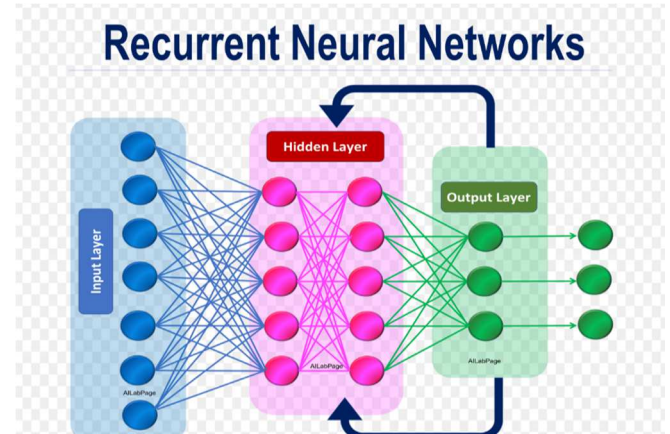 Recurrent Neural Networks
Hidden Layer
Output Layer
Input Layer
AILabPage
AILabPage
AILabPage